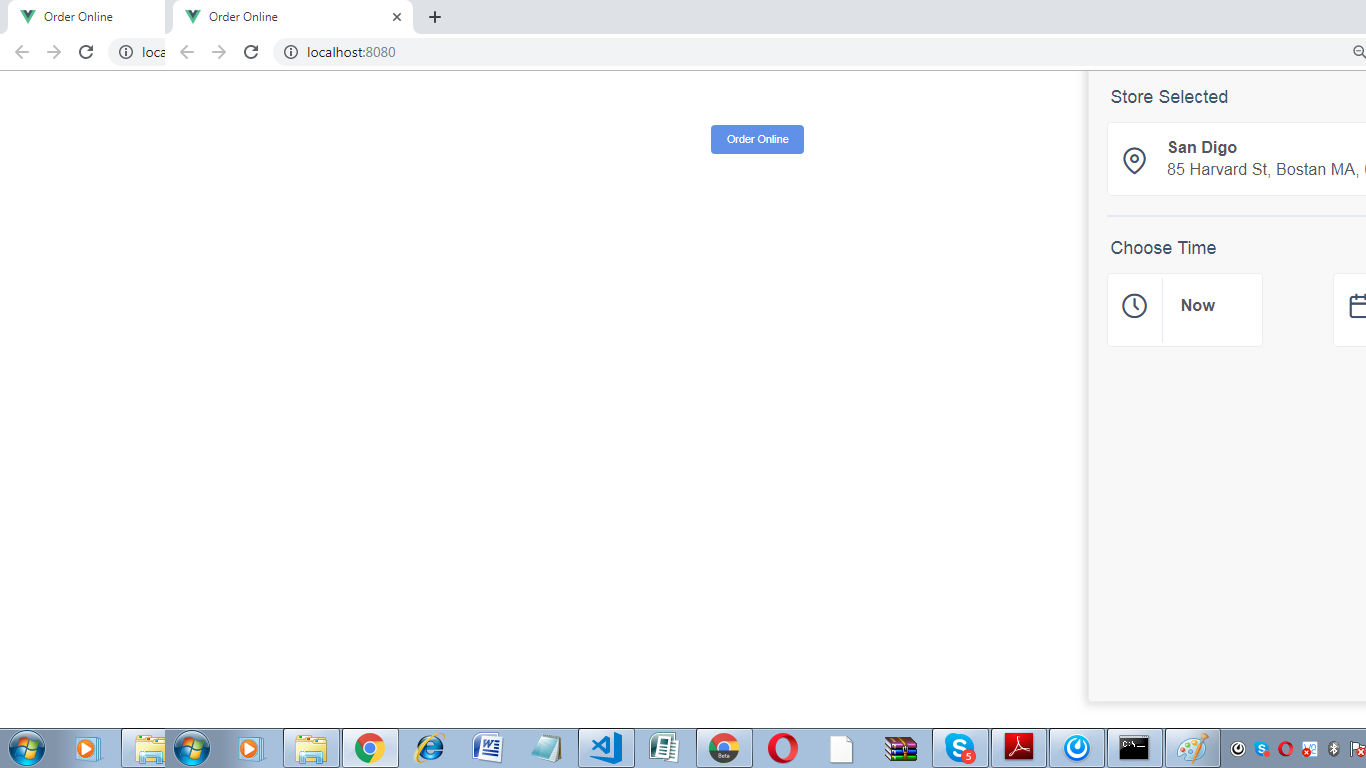 Order Online
Order Online
loca
localhost:8080
Store Selected
Order Online
San Digo
85 Harvard St, Bostan MA,
Choose Time
Now
Beta
5
C:\